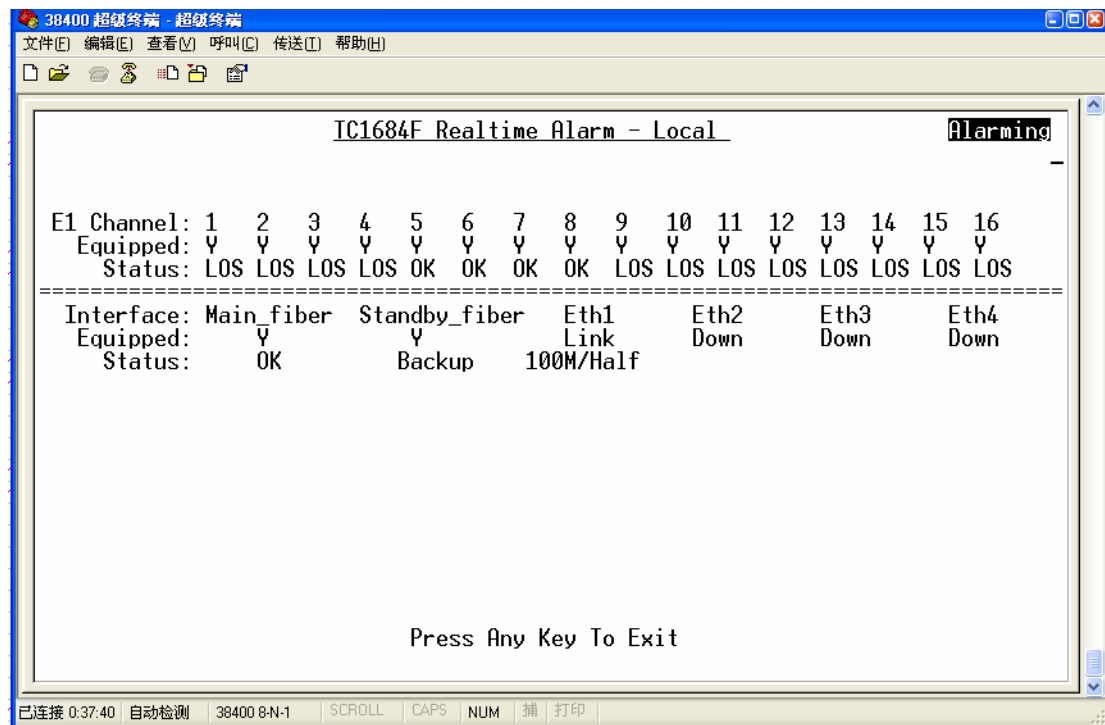 38400 超级终端 - 超级终端
文件(F) 编辑(E) 查看(V) 呼叫(C) 传送(T) 帮助(H)
TC1684F Realtime Alarm - Local Alarming
E1 Channel: 1 2 3 4 5 6 7 8 9 10 11 12 13 14 15 16
Equipped: Y Y Y Y Y Y Y Y Y Y Y Y Y Y Y Y
Status: LOS LOS LOS LOS OK OK OK OK LOS LOS LOS LOS LOS LOS LOS LOS
================================================================================
Interface: Main_fiber Standby_fiber Eth1 Eth2 Eth3 Eth4
Equipped: Y Y Link Down Down Down
Status: OK Backup 100M/Half
Press Any Key To Exit
已连接 0:37:40 自动检测 38400 8-N-1 SCROLL CAPS NUM 捕 打印